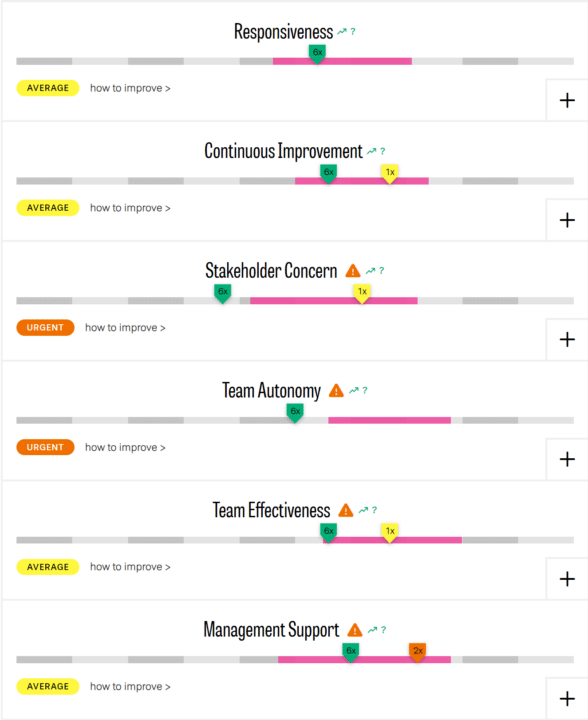 Responsiveness ?
6x
AVERAGE how to improve >
+
Continuous Improvement ?
6x 1x
AVERAGE how to improve >
+
Stakeholder Concern ?
6x 1x
URGENT how to improve >
+
Team Autonomy ?
6x
URGENT how to improve >
+
Team Effectiveness ?
6x 1x
AVERAGE how to improve >
+
Management Support ?
6x 2x
AVERAGE how to improve >
+